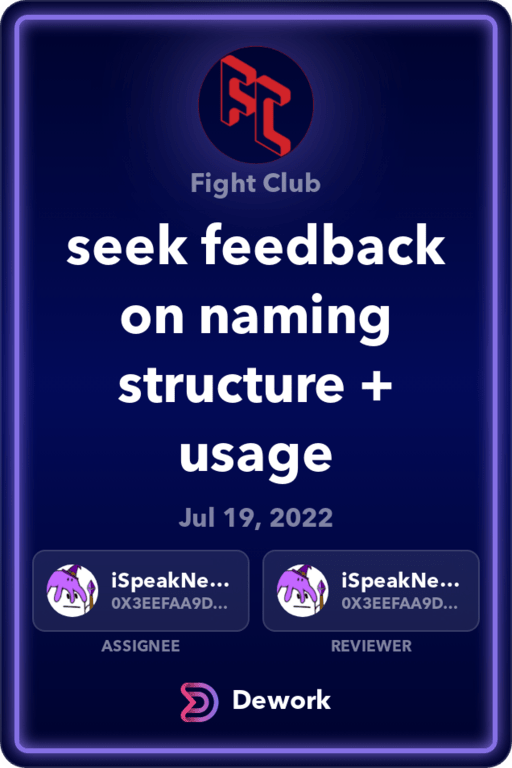 FC
Fight Club
seek feedback
on naming
structure +
usage
Jul 19, 2022
iSpeakNe...
0X3EEFAA9D...
ASSIGNEE
iSpeakNe...
0X3EEFAA9D...
REVIEWER
Dework